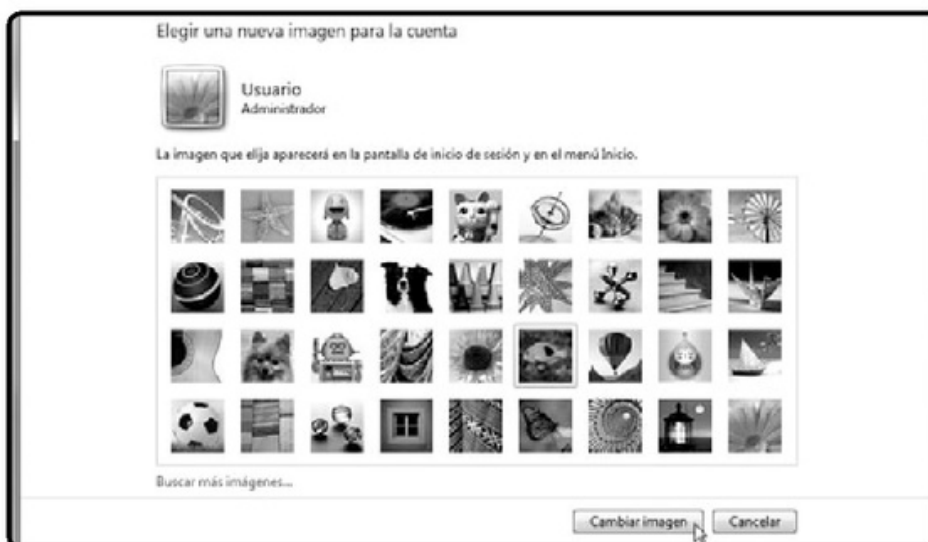 Elegir una nueva imagen para la cuenta
Usuario
Administrador
La imagen que elija aparecerá en la pantalla de inicio de sesión y en el menú Inicio.
Buscar más imágenes...
Cambiar imagen
Cancelar